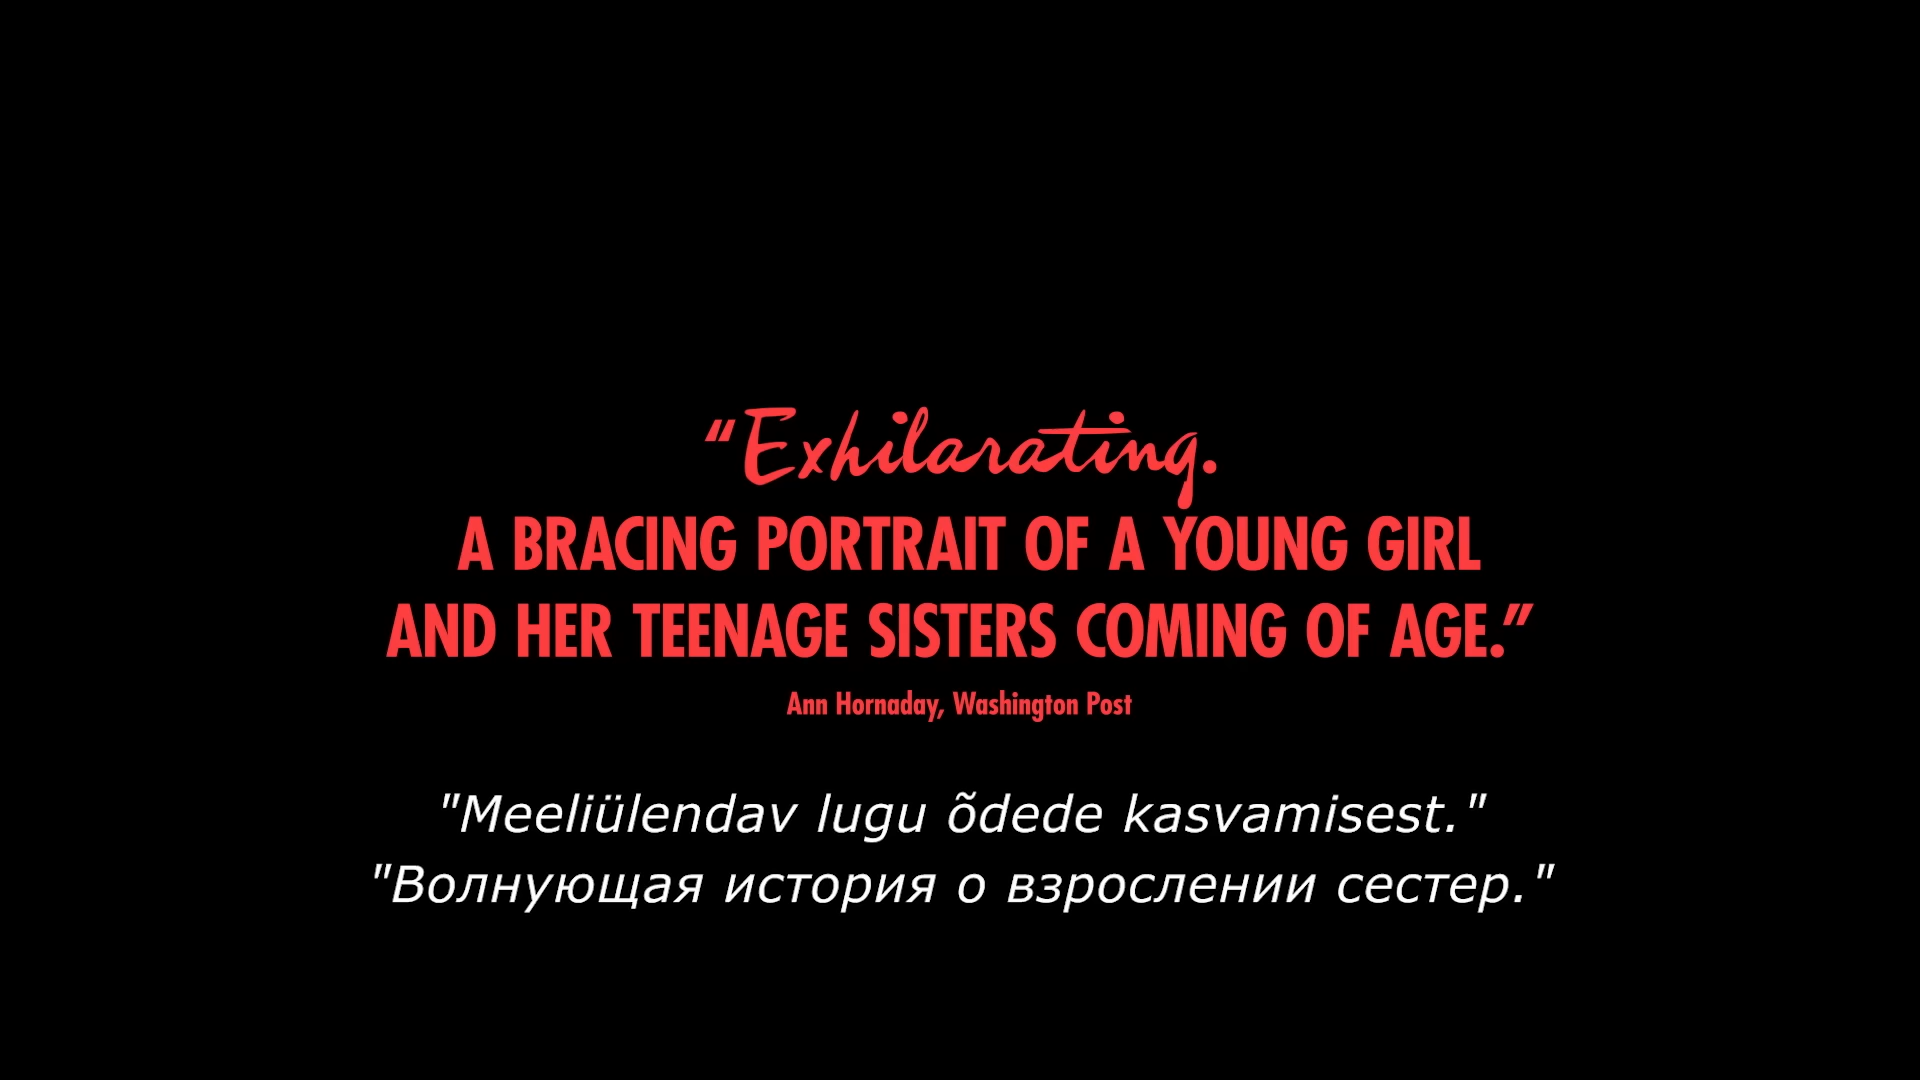 “Exhilarating.
A BRACING PORTRAIT OF A YOUNG GIRL
AND HER TEENAGE SISTERS COMING OF AGE.”
Ann Hornaday, Washington Post
"Meeliülendav lugu õdede kasvamisest."
"Волнующая история о взрослении сестер."